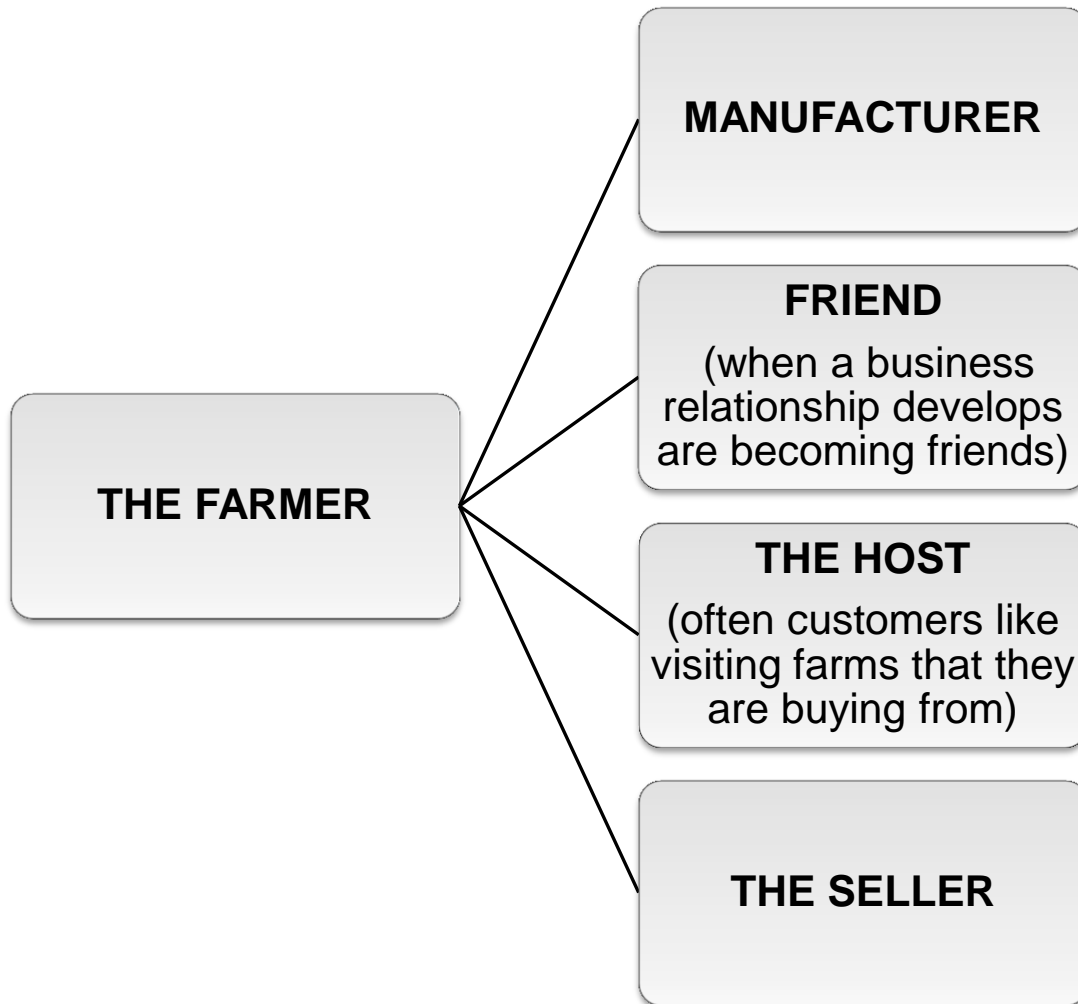 MANUFACTURER
FRIEND
(when a business
relationship develops
are becoming friends)
THE FARMER
THE HOST
(often customers like
visiting farms that they
are buying from)
THE SELLER